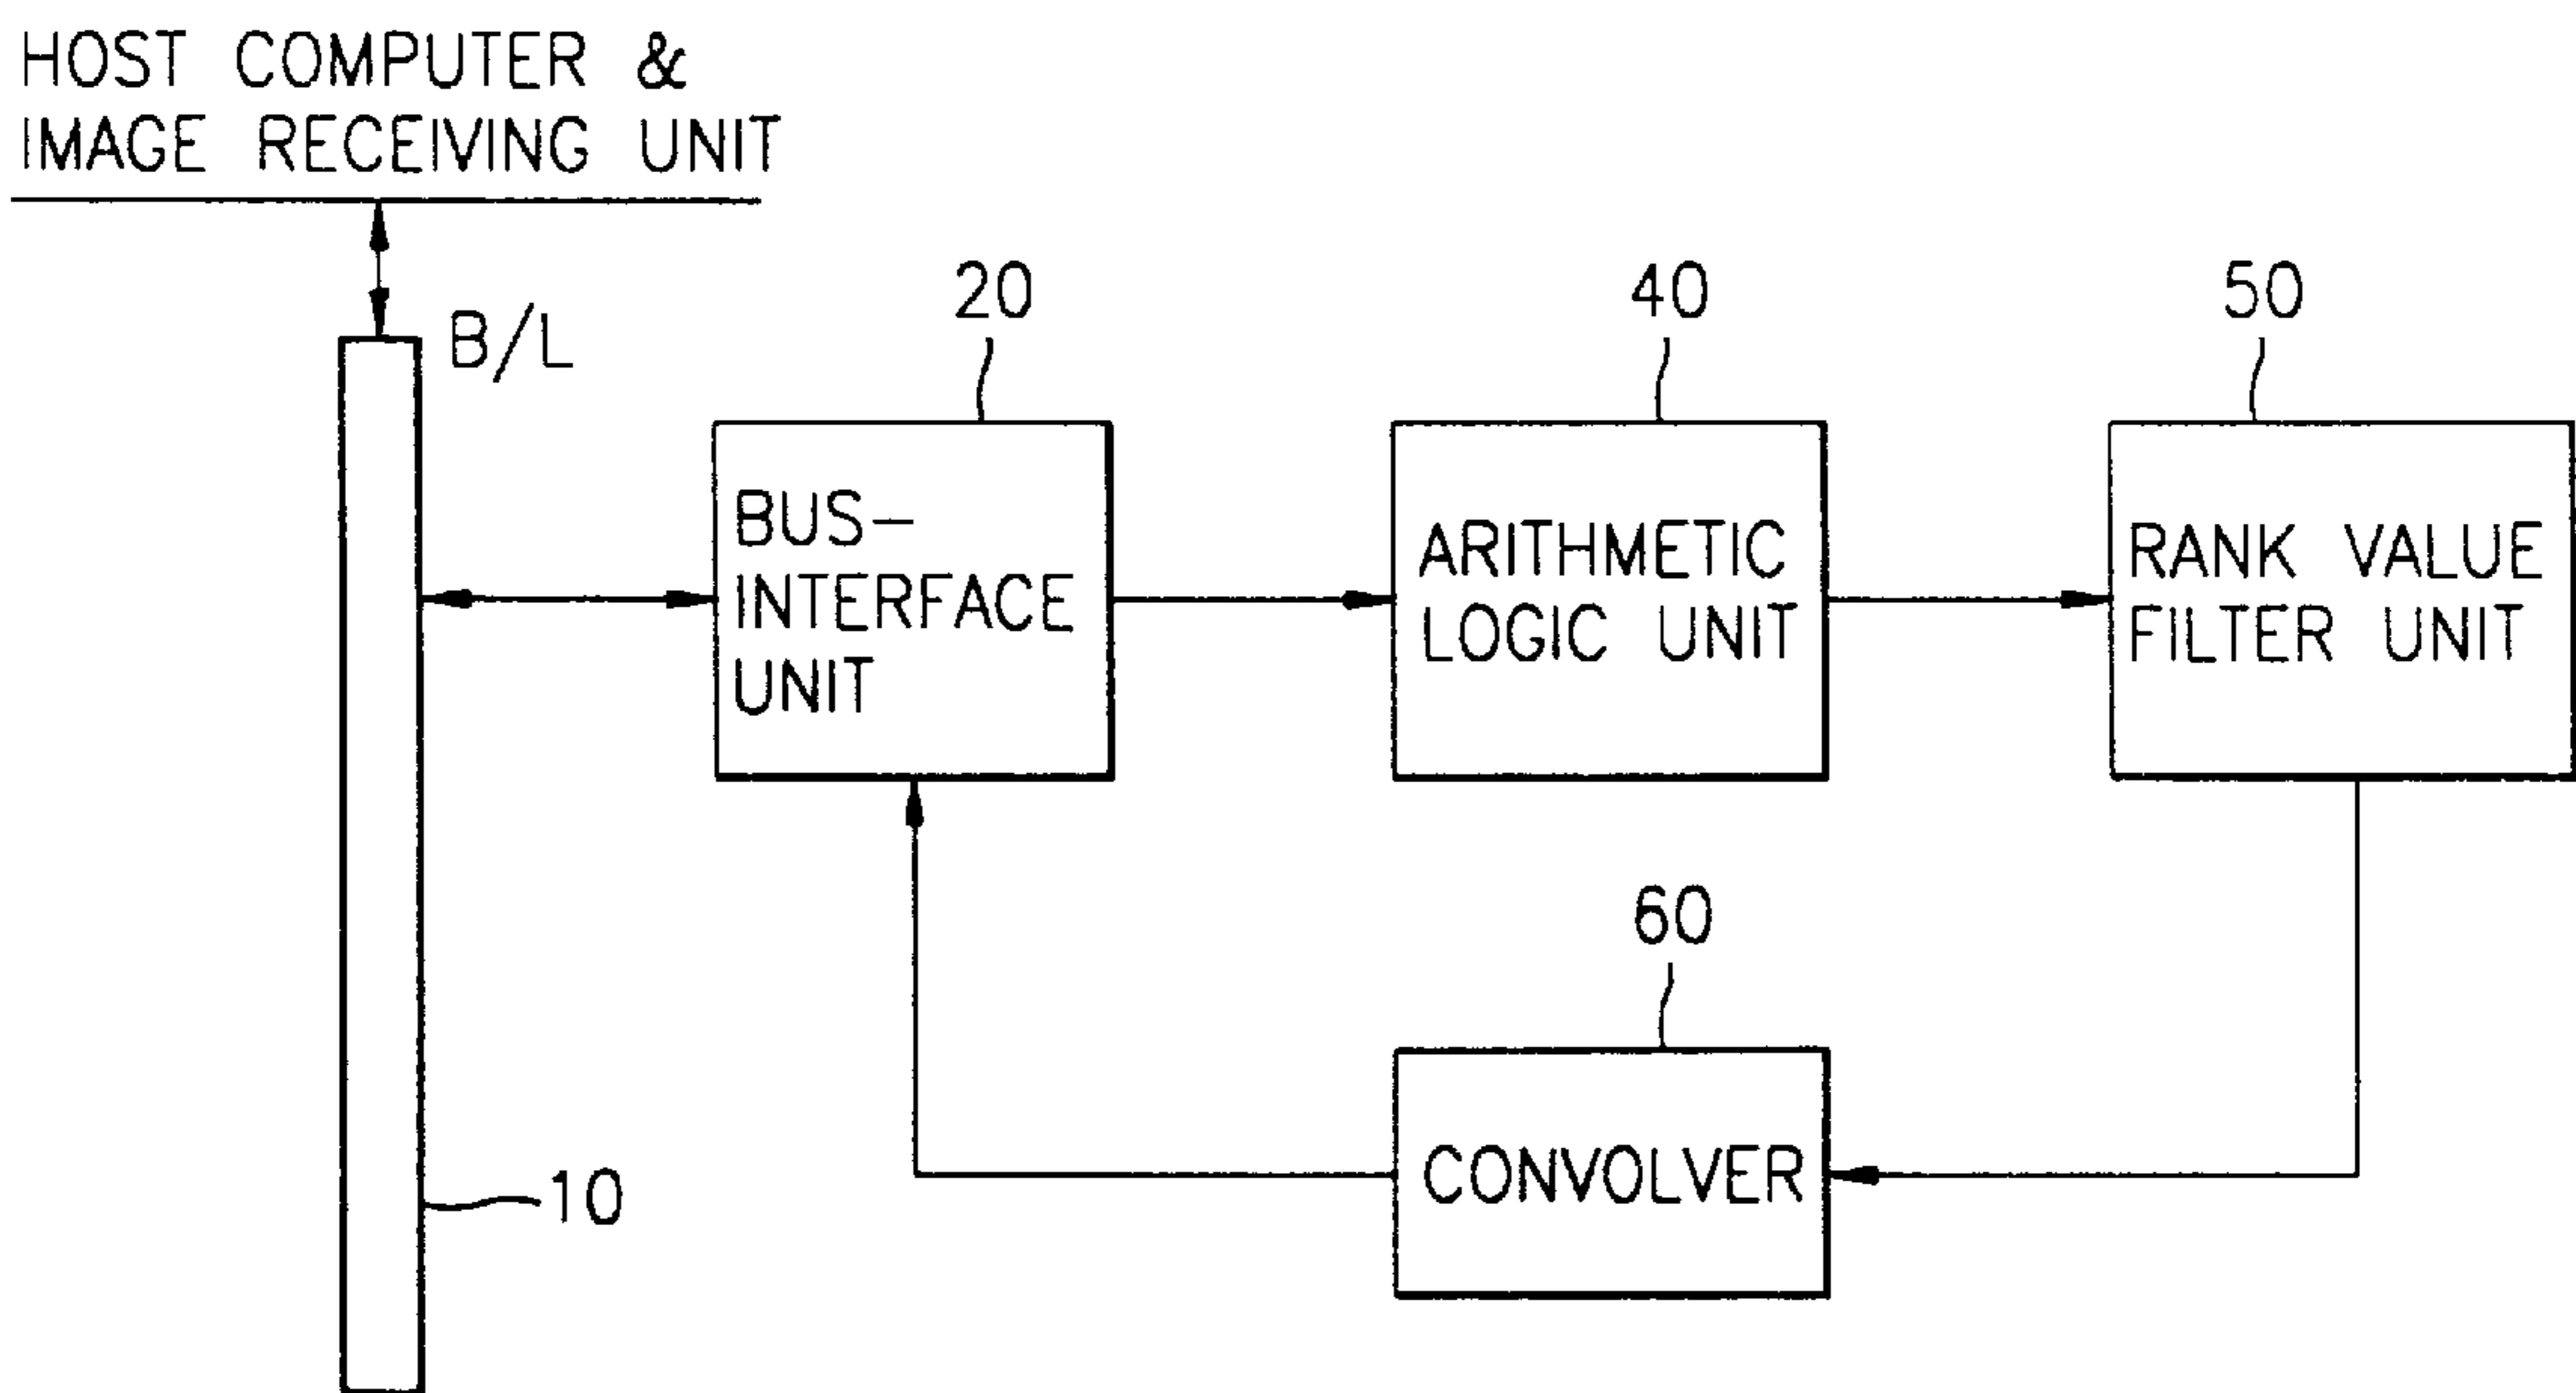 HOST COMPUTER &
IMAGE RECEIVING UNIT
B/L
20
40
50
BUS-
INTERFACE
UNIT
ARITHMETIC
LOGIC UNIT
RANK VALUE
FILTER UNIT
60
CONVOLVER
10